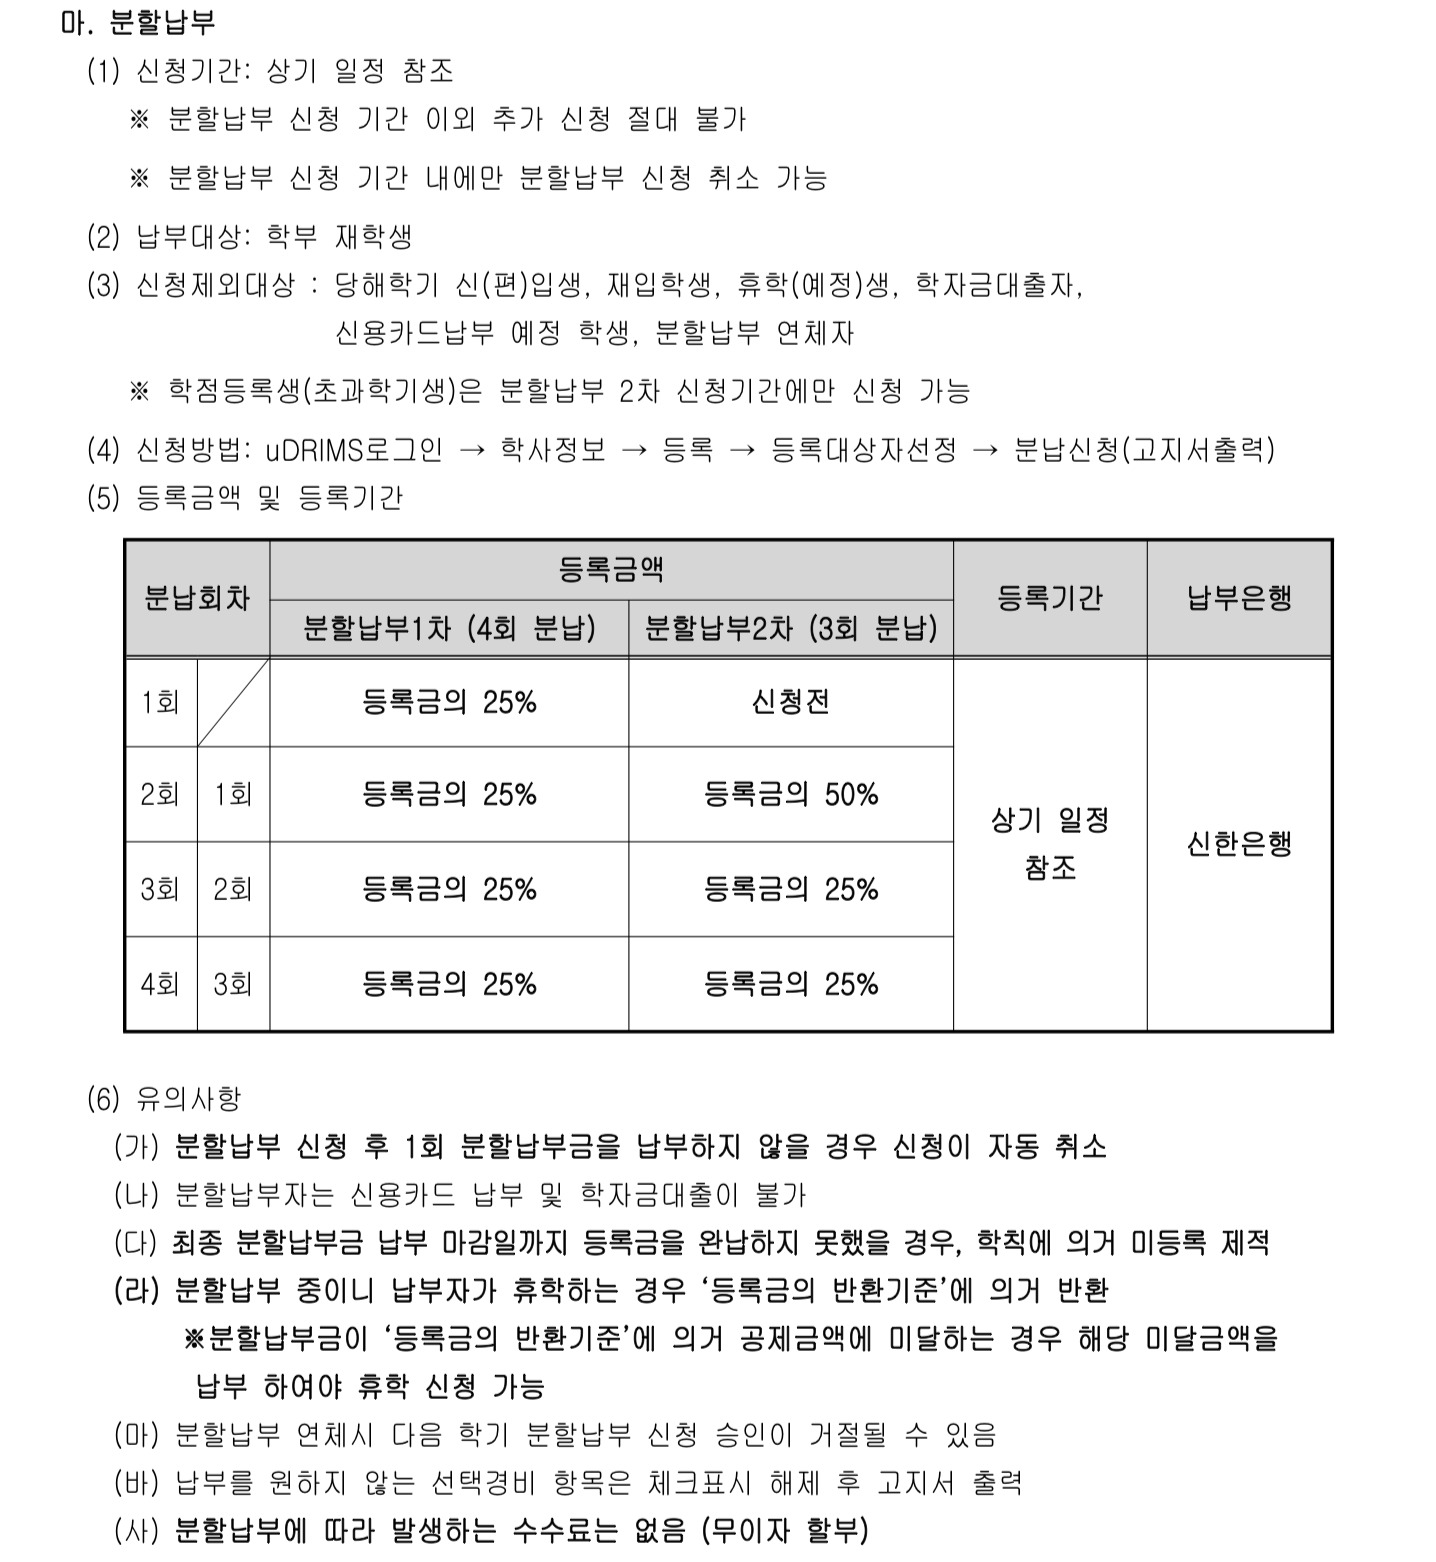 마. 분할납부
(1) 신청기간: 상기 일정 참조
※ 분할납부 신청 기간 이외 추가 신청 절대 불가
※ 분할납부 신청 기간 내에만 분할납부 신청 취소 가능
(2) 납부대상: 학부 재학생
(3) 신청제외대상 : 당해학기 신(편)입생, 재입학생, 휴학(예정)생, 학자금대출자,
신용카드납부 예정 학생, 분할납부 연체자
※ 학점등록생(초과학기생)은 분할납부 2차 신청기간에만 신청 가능
(4) 신청방법: uDRIMS로그인 → 학사정보 → 등록 → 등록대상자선정 → 분납신청(고지서출력)
(5) 등록금액 및 등록기간
분납회차 등록금액 등록기간 납부은행
분할납부1차 (4회 분납) 분할납부2차 (3회 분납)
1회 등록금의 25% 신청전
2회 1회 등록금의 25% 등록금의 50%
상기 일정
참조
신한은행
3회 2회 등록금의 25% 등록금의 25%
4회 3회 등록금의 25% 등록금의 25%
(6) 유의사항
(가) 분할납부 신청 후 1회 분할납부금을 납부하지 않을 경우 신청이 자동 취소
(나) 분할납부자는 신용카드 납부 및 학자금대출이 불가
(다) 최종 분할납부금 납부 마감일까지 등록금을 완납하지 못했을 경우, 학칙에 의거 미등록 제적
(라) 분할납부 중이니 납부자가 휴학하는 경우 ‘등록금의 반환기준’에 의거 반환
※분할납부금이 ‘등록금의 반환기준’에 의거 공제금액에 미달하는 경우 해당 미달금액을
납부 하여야 휴학 신청 가능
(마) 분할납부 연체시 다음 학기 분할납부 신청 승인이 거절될 수 있음
(바) 납부를 원하지 않는 선택경비 항목은 체크표시 해제 후 고지서 출력
(사) 분할납부에 따라 발생하는 수수료는 없음 (무이자 할부)